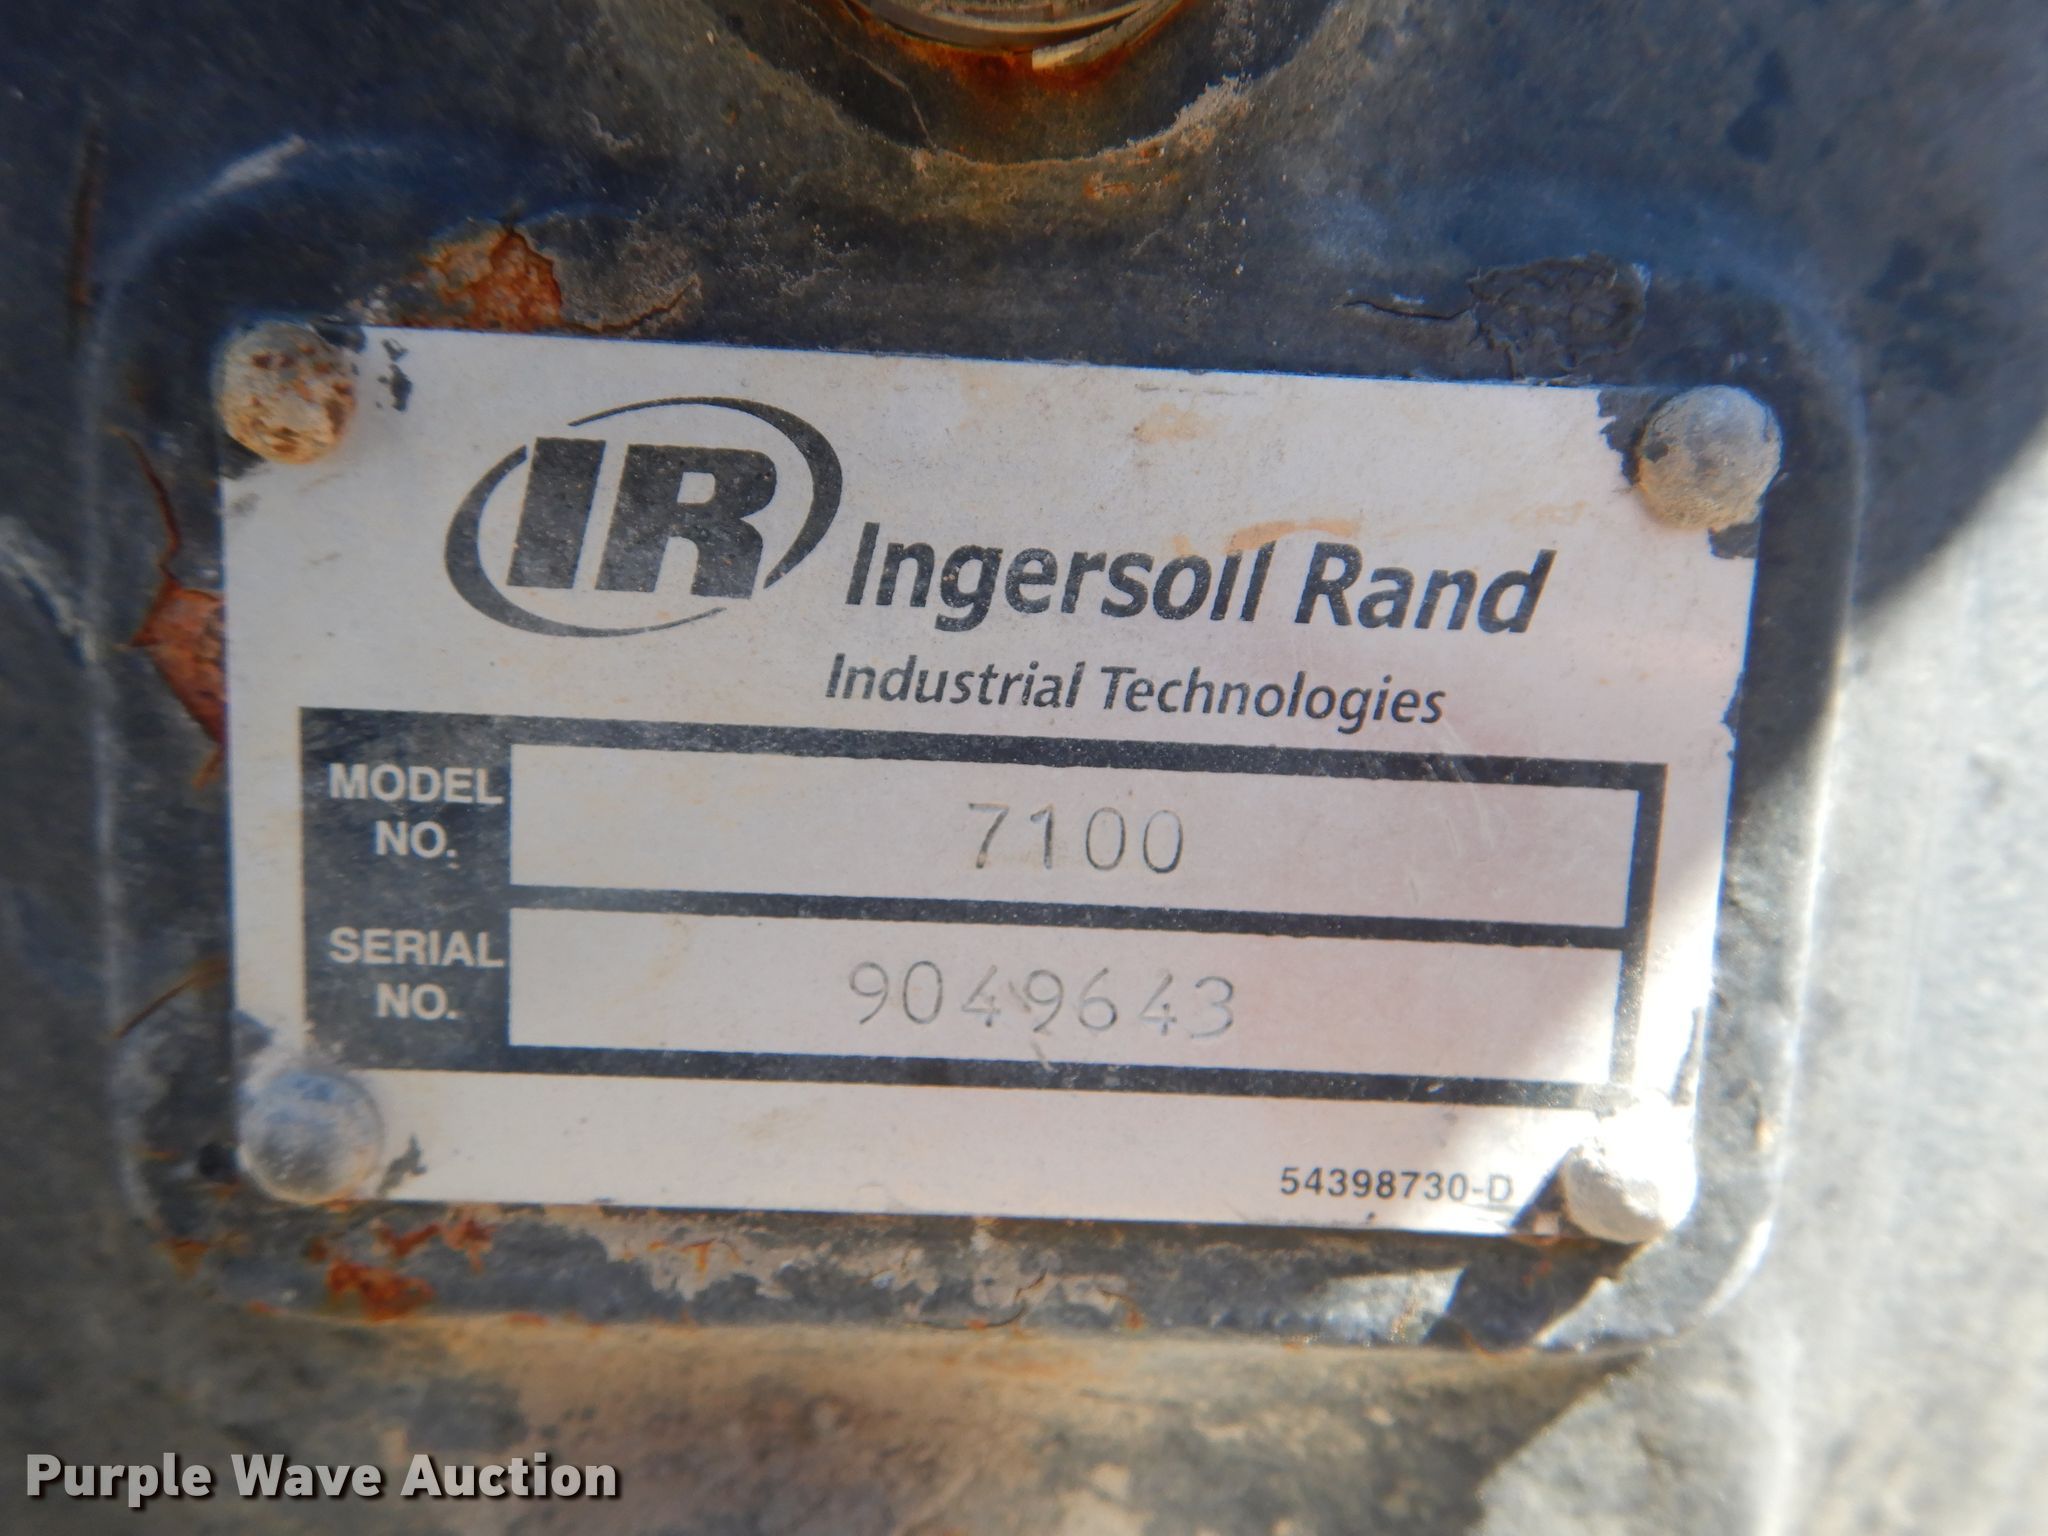 IR Ingersoll Rand
Industrial Technologies
MODEL NO.
7100
SERIAL NO.
9049643
54398730-D
Purple Wave Auction